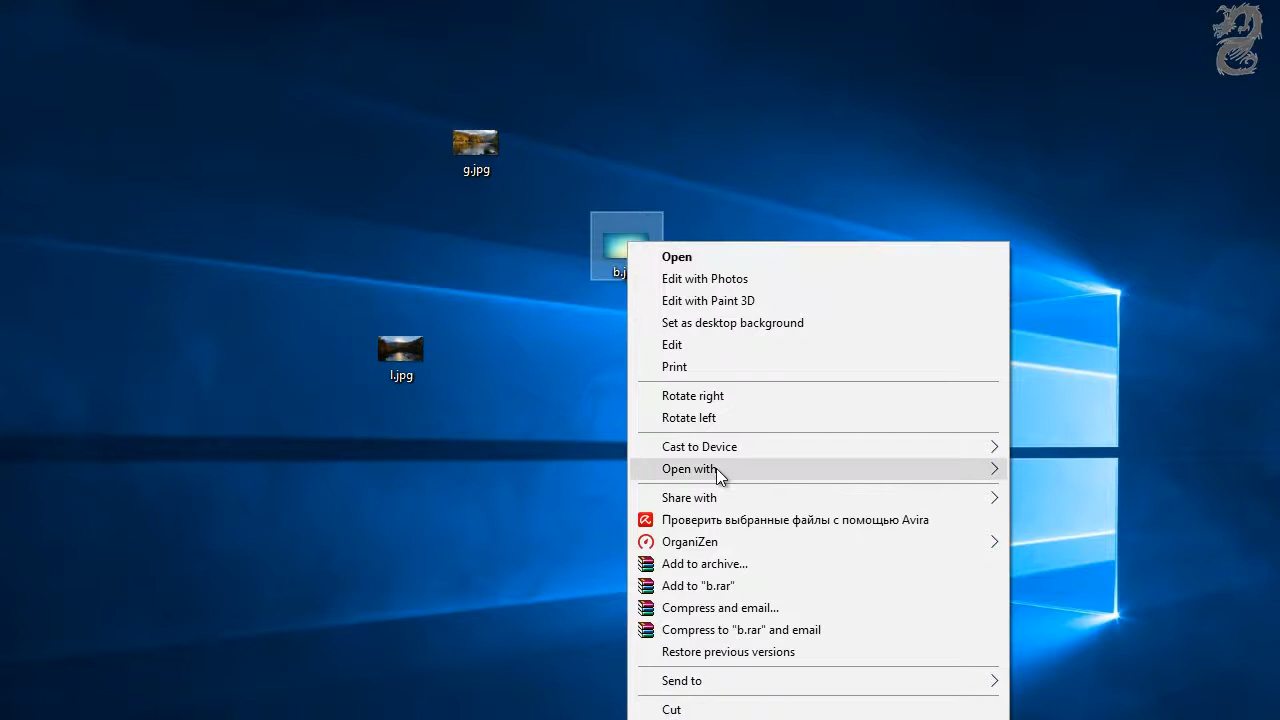 g.jpg
b.j
l.jpg
Open
Edit with Photos
Edit with Paint 3D
Set as desktop background
Edit
Print
Rotate right
Rotate left
Cast to Device
Open with
Share with
Проверить выбранные файлы с помощью Avira
OrganiZen
Add to archive...
Add to "b.rar"
Compress and email...
Compress to "b.rar" and email
Restore previous versions
Send to
Cut